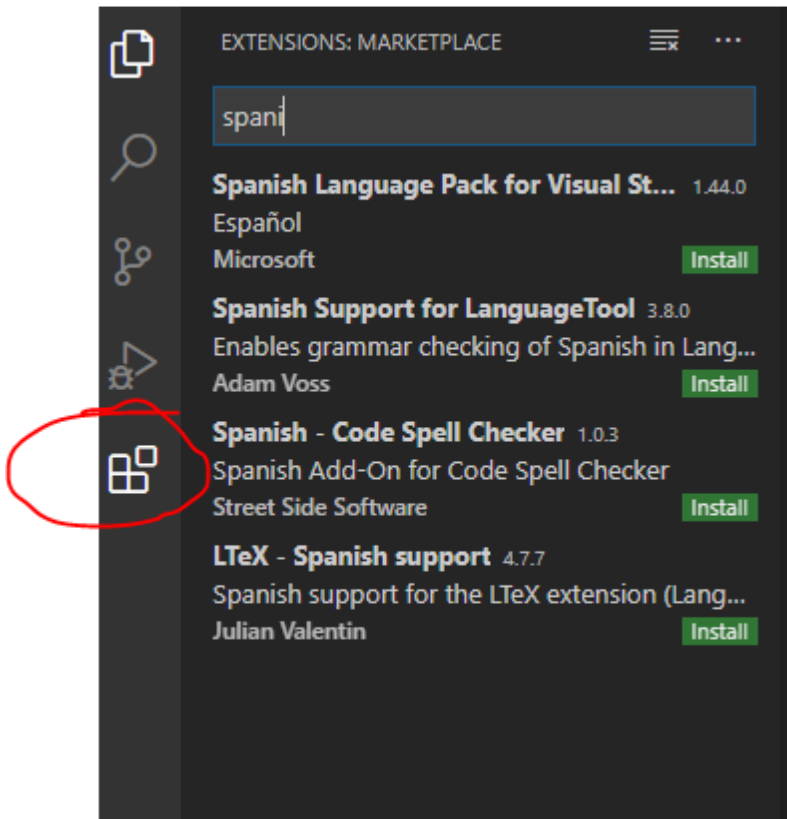 EXTENSIONS: MARKETPLACE
spani
Spanish Language Pack for Visual St... 1.44.0
Español
Microsoft Install
Spanish Support for LanguageTool 3.8.0
Enables grammar checking of Spanish in Lang...
Adam Voss Install
Spanish - Code Spell Checker 1.0.3
Spanish Add-On for Code Spell Checker
Street Side Software Install
LTeX - Spanish support 4.7.7
Spanish support for the LTeX extension (Lang...
Julian Valentin Install